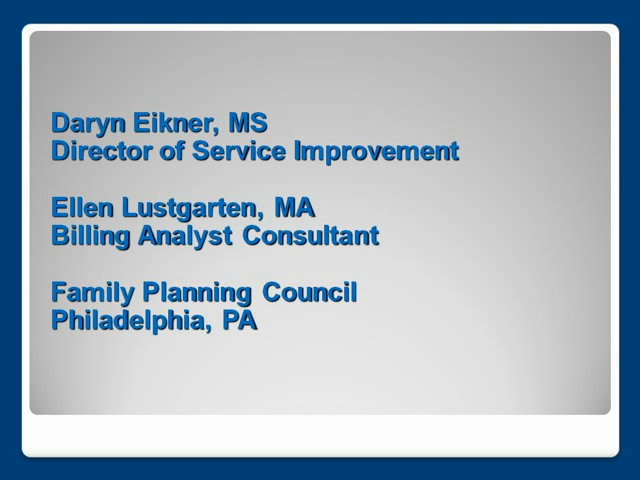 Daryn Eikner, MS
Director of Service Improvement
Ellen Lustgarten, MA
Billing Analyst Consultant
Family Planning Council
Philadelphia, PA